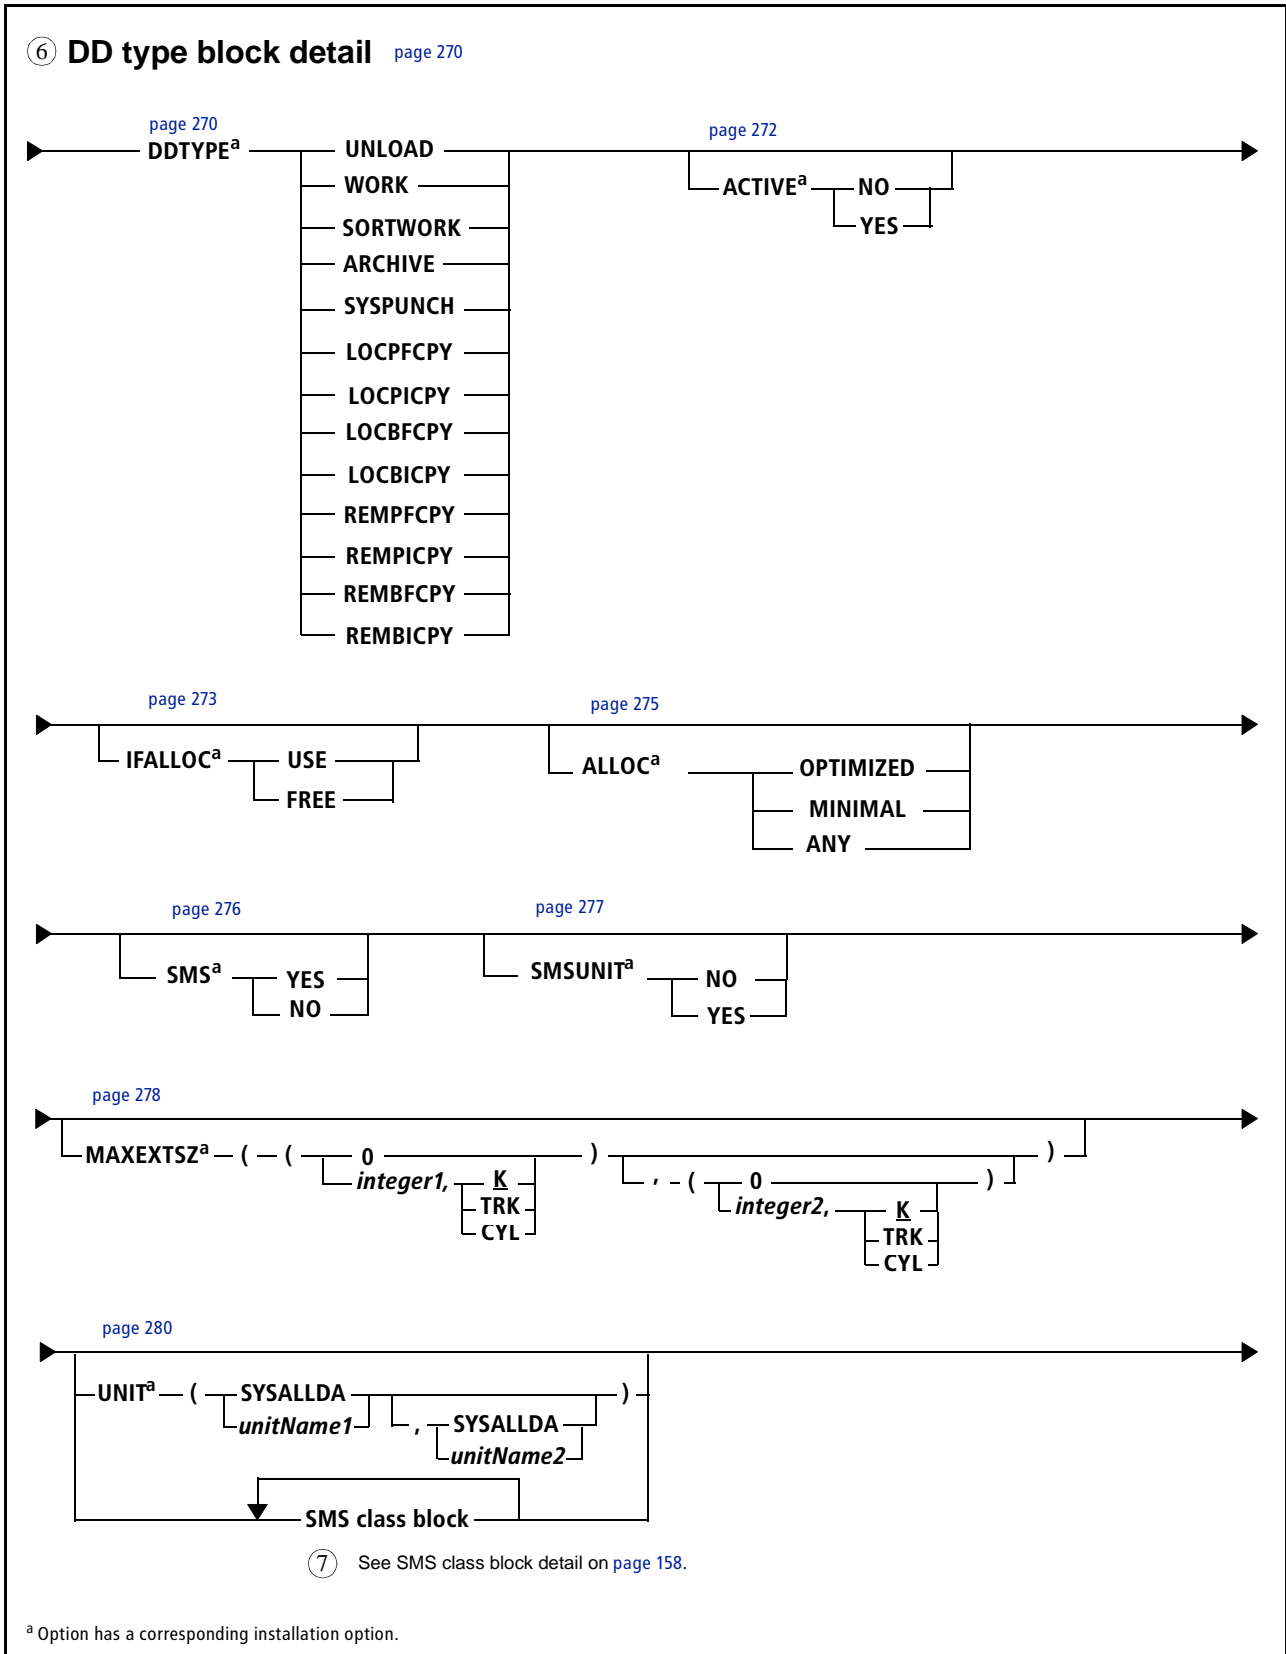 ⑥ DD type block detail page 270
page 270 page 272
DDTYPEa UNLOAD
WORK ACTIVEa NO
SORTWORK YES
ARCHIVE
SYSPUNCH
LOCPFCPY
LOCPICPY
LOCBFCPY
LOCBICPY
REMPFCPY
REMPICPY
REMBFCPY
REMBICPY
page 273 page 275
IFALLOCa USE ALLOCa OPTIMIZED
FREE MINIMAL
ANY
page 276 page 277
SMSa YES SMSUNITa NO
NO YES
page 278
MAXEXTSZa ( ( 0 ) , ( 0 ) )
integer1, K integer2, K
TRK TRK
CYL CYL
page 280
UNITa ( SYSALLDA , SYSALLDA )
unitName1 unitName2
SMS class block
⑦ See SMS class block detail on page 158.
a Option has a corresponding installation option.